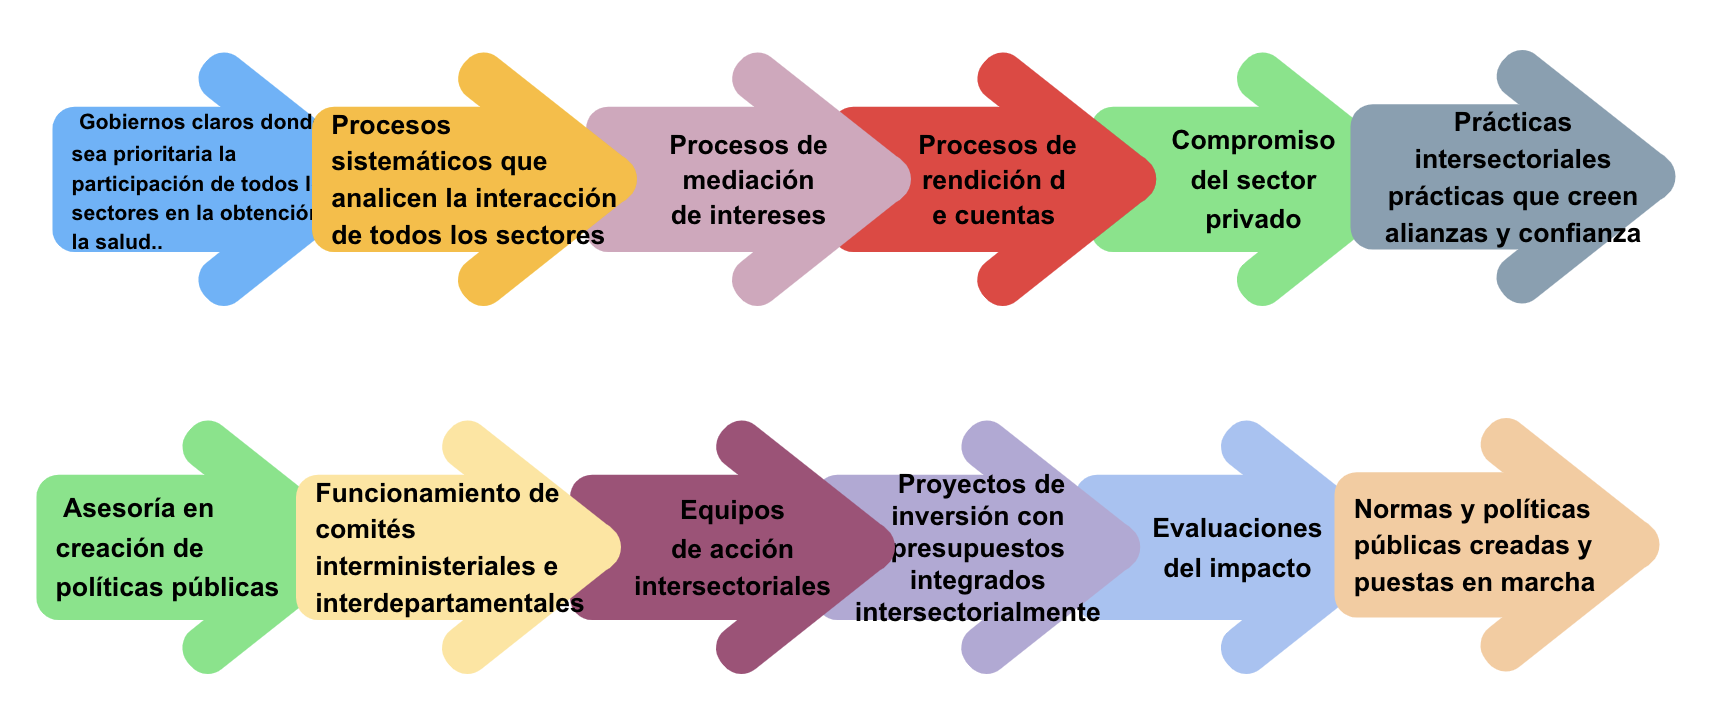 Gobiernos claros dond
sea prioritaria la
participación de todos l
sectores en la obtención
la salud..
Procesos
sistemáticos que
analicen la interacción
de todos los sectores
Procesos de
mediación
de intereses
Procesos de
rendición d
e cuentas
Compromiso
del sector
privado
Prácticas
intersectoriales
prácticas que creen
alianzas y confianza
Asesoría en
creación de
políticas públicas
Funcionamiento de
comités
interministeriales e
interdepartamentales
Equipos
de acción
intersectoriales
Proyectos de
inversión con
presupuestos
integrados
intersectorialmente
Evaluaciones
del impacto
Normas y políticas
públicas creadas y
puestas en marcha